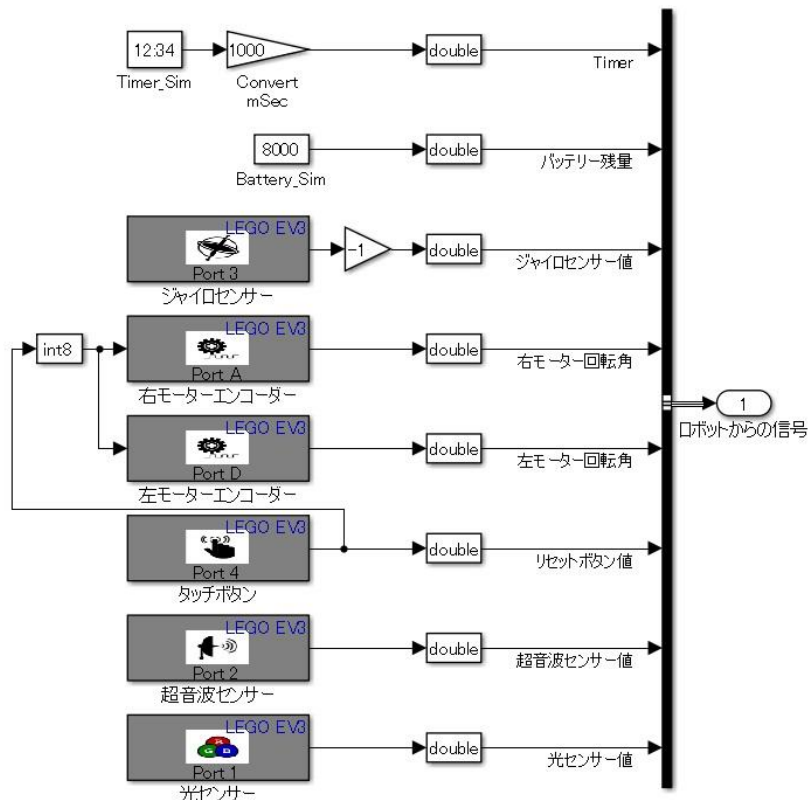 12:34
Timer_Sim
1000
Convert
mSec
double
Timer
8000
Battery_Sim
double
バッテリー残量
LEGO EV3
Port 3
ジャイロセンサー
-1
double
ジャイロセンサー値
int8
LEGO EV3
Port A
右モーターエンコーダー
double
右モーター回転角
1
ロボットからの信号
LEGO EV3
Port D
左モーターエンコーダー
double
左モーター回転角
LEGO EV3
Port 4
タッチボタン
double
リセットボタン値
LEGO EV3
Port 2
超音波センサー
double
超音波センサー値
LEGO EV3
R
G
B
Port 1
光センサー
double
光センサー値